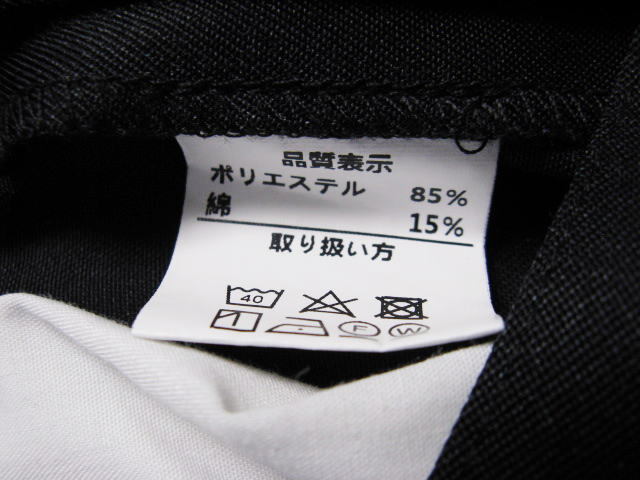 品質表示
ポリエステル 85%
綿 15%
取り扱い方
40
F W